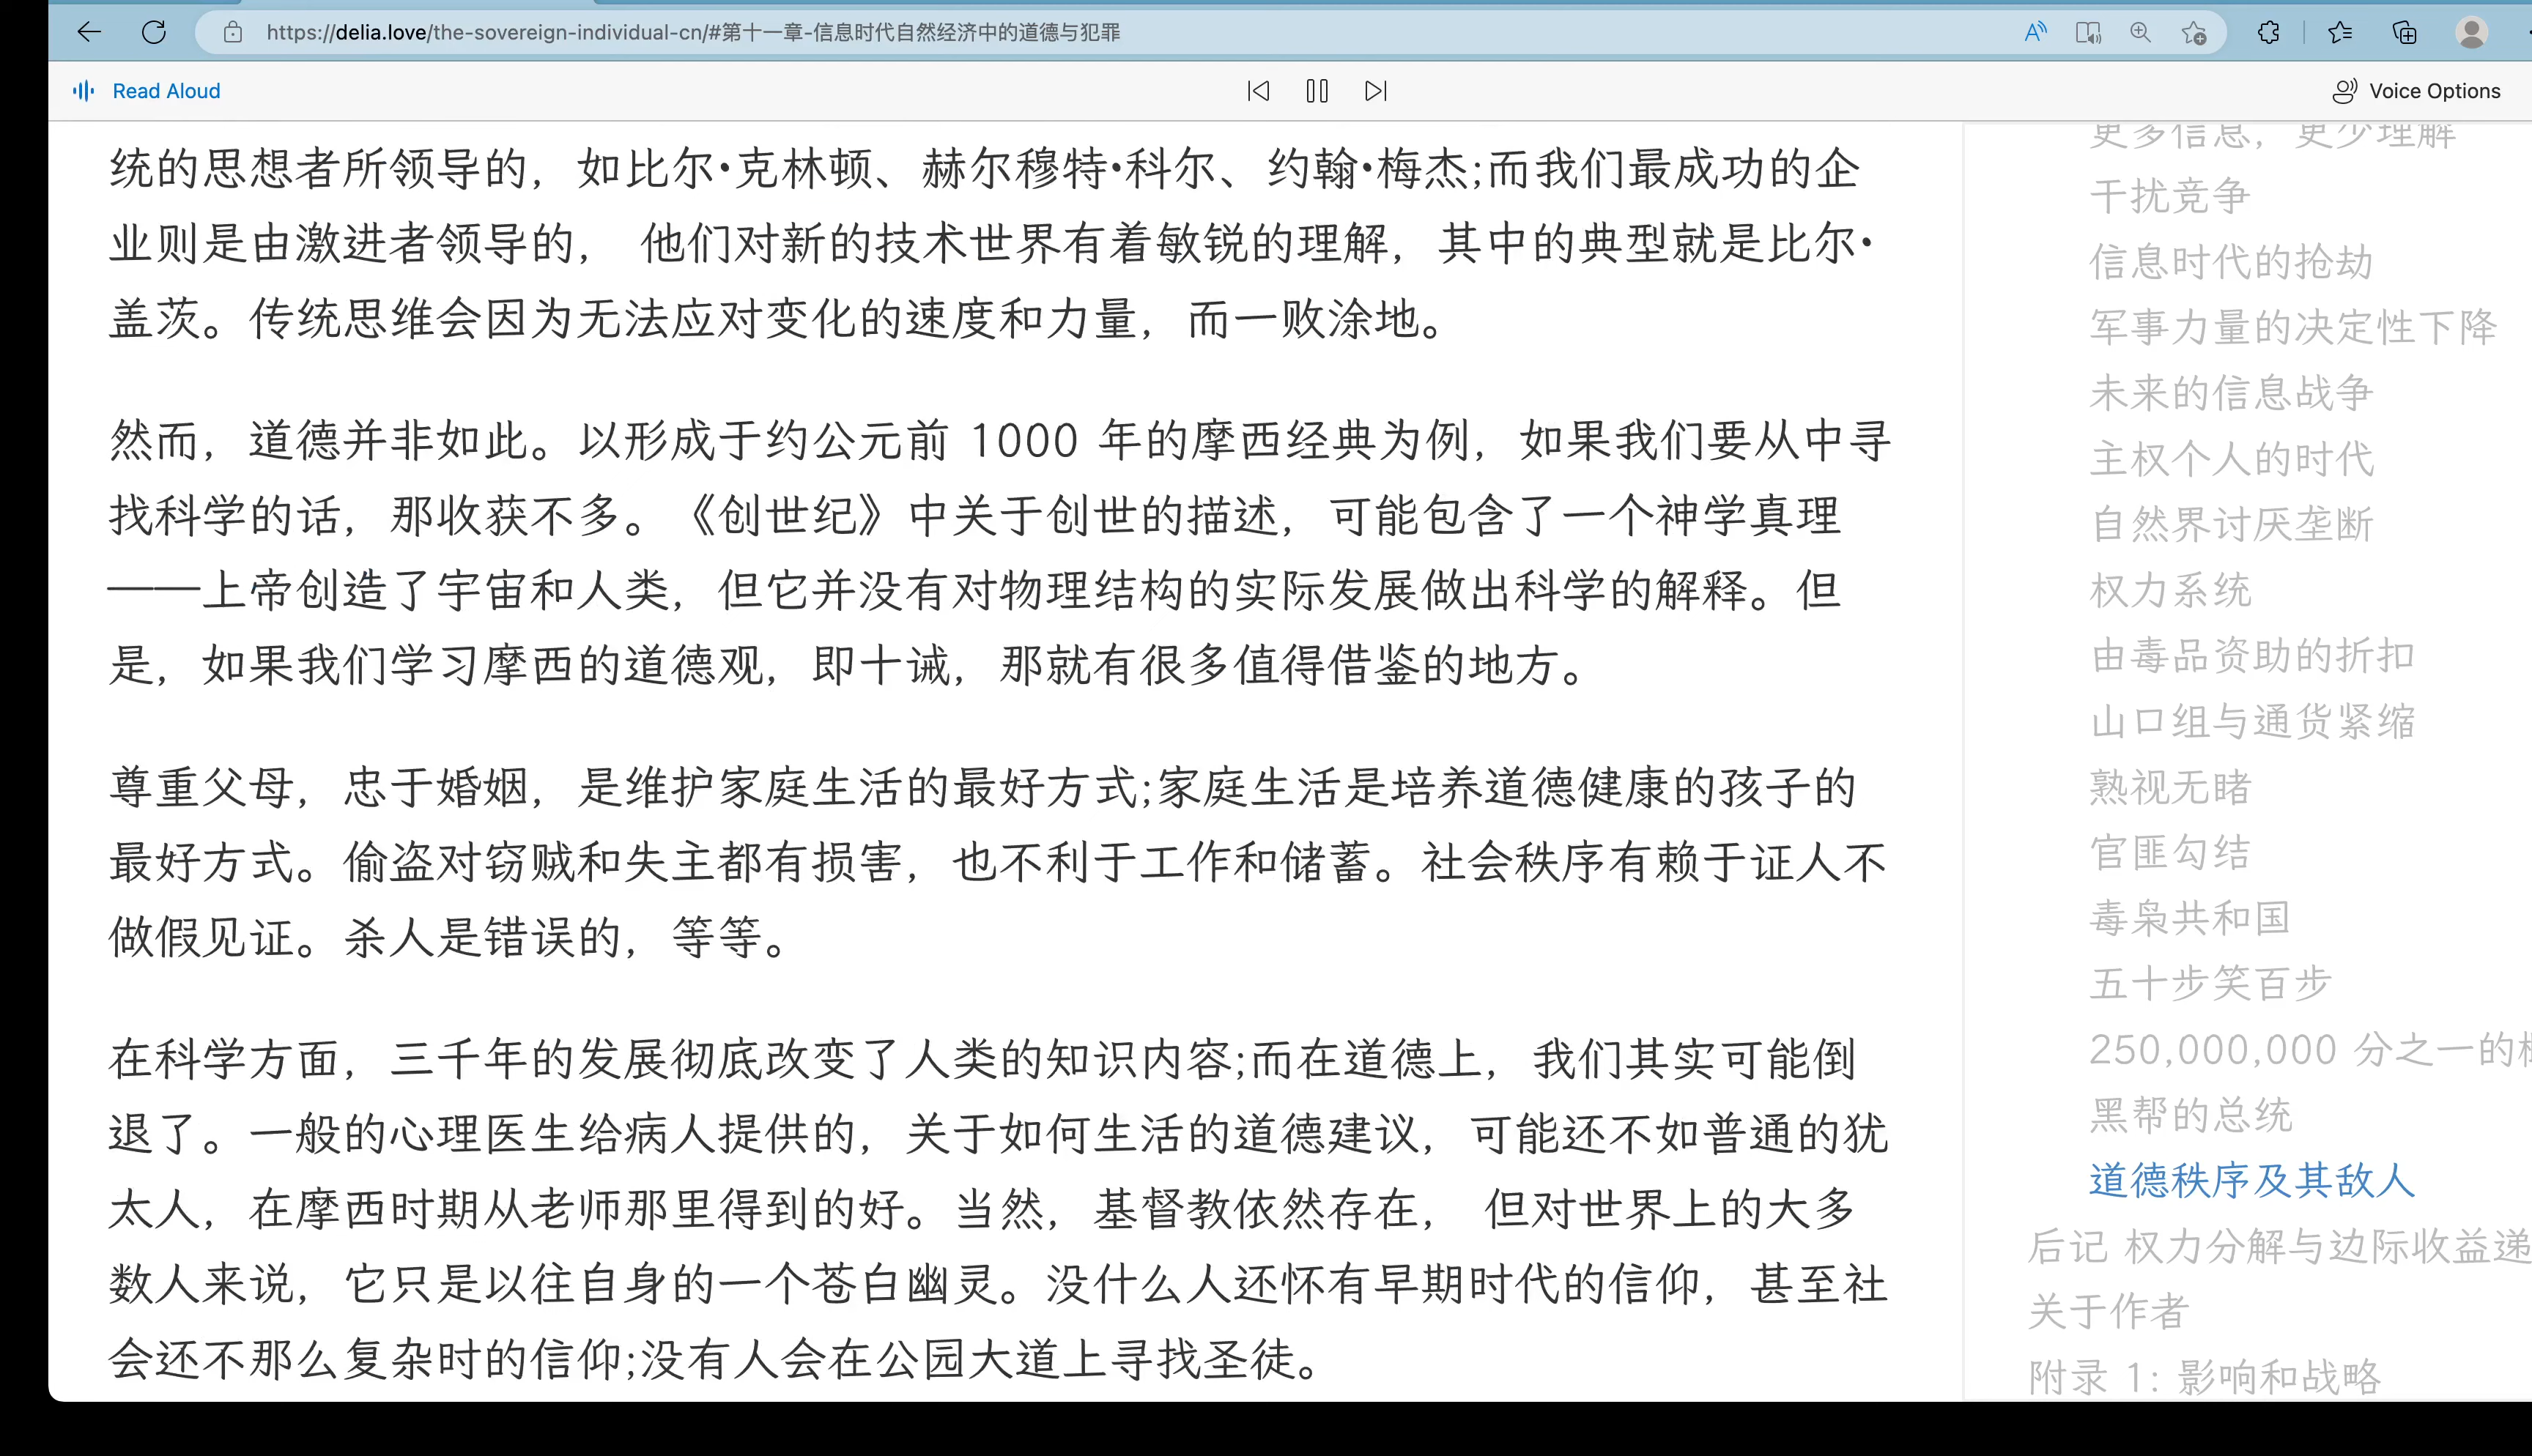 https://delia.love/the-sovereign-individual-cn/#第十一章-信息时代自然经济中的道德与犯罪
Read Aloud
Voice Options
统的思想者所领导的，如比尔•克林顿、赫尔穆特•科尔、约翰•梅杰;而我们最成功的企
业则是由激进者领导的， 他们对新的技术世界有着敏锐的理解，其中的典型就是比尔•
盖茨。传统思维会因为无法应对变化的速度和力量，而一败涂地。
然而，道德并非如此。以形成于约公元前 1000 年的摩西经典为例，如果我们要从中寻
找科学的话，那收获不多。《创世纪》中关于创世的描述，可能包含了一个神学真理
——上帝创造了宇宙和人类，但它并没有对物理结构的实际发展做出科学的解释。但
是，如果我们学习摩西的道德观，即十诫，那就有很多值得借鉴的地方。
尊重父母，忠于婚姻，是维护家庭生活的最好方式;家庭生活是培养道德健康的孩子的
最好方式。偷盗对窃贼和失主都有损害，也不利于工作和储蓄。社会秩序有赖于证人不
做假见证。杀人是错误的，等等。
在科学方面，三千年的发展彻底改变了人类的知识内容;而在道德上，我们其实可能倒
退了。一般的心理医生给病人提供的，关于如何生活的道德建议，可能还不如普通的犹
太人，在摩西时期从老师那里得到的好。当然，基督教依然存在， 但对世界上的大多
数人来说，它只是以往自身的一个苍白幽灵。没什么人还怀有早期时代的信仰，甚至社
会还不那么复杂时的信仰;没有人会在公园大道上寻找圣徒。
更多信息，更少理解
干扰竞争
信息时代的抢劫
军事力量的决定性下降
未来的信息战争
主权个人的时代
自然界讨厌垄断
权力系统
由毒品资助的折扣
山口组与通货紧缩
熟视无睹
官匪勾结
毒枭共和国
五十步笑百步
250,000,000 分之一的
黑帮的总统
道德秩序及其敌人
后记 权力分解与边际收益递
关于作者
附录 1: 影响和战略